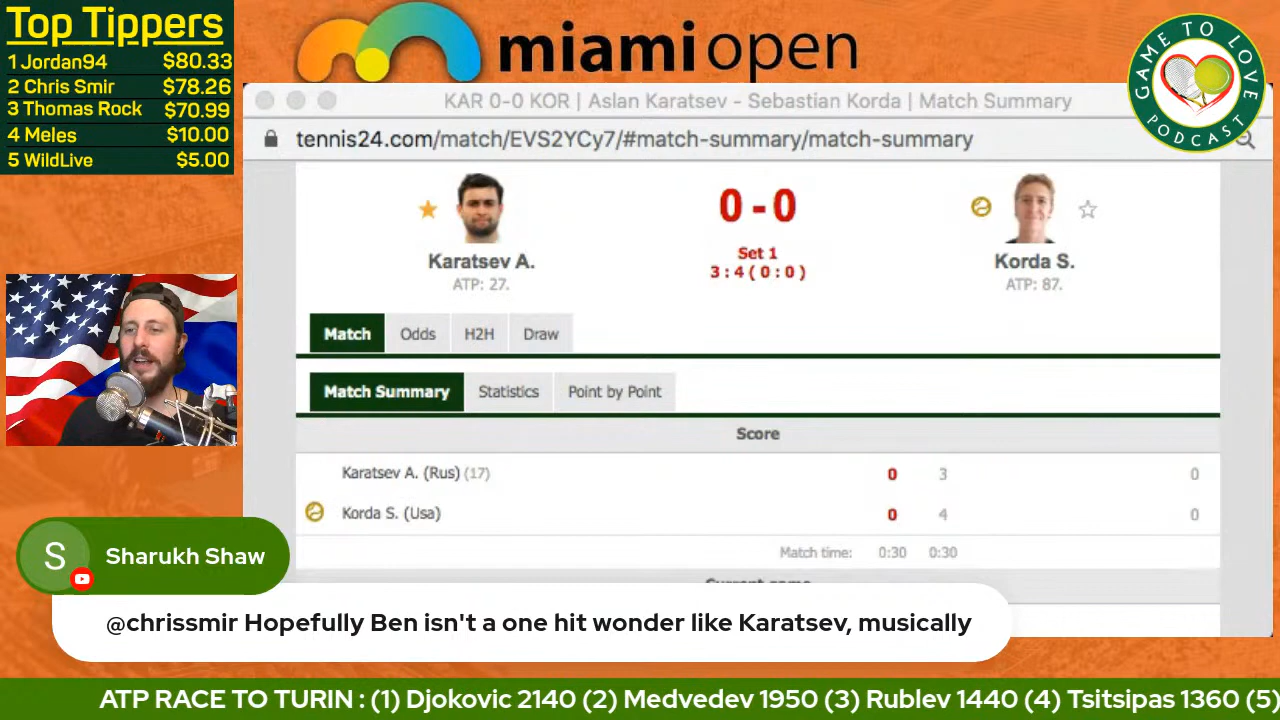 Top Tippers
1 Jordan94 $80.33
2 Chris Smir $78.26
3 Thomas Rock $70.99
4 Meles $10.00
5 WildLive $5.00
miami open
GAME TO LOVE
PODCAST
KAR 0-0 KOR | Aslan Karatsev - Sebastian Korda | Match Summary
tennis24.com/match/EVS2YCy7/#match-summary/match-summary
0 - 0
Set 1
3 : 4 ( 0 : 0 )
Karatsev A.
ATP: 27.
Korda S.
ATP: 87.
Match Odds H2H Draw
Match Summary Statistics Point by Point
Score
Karatsev A. (Rus) (17) 0 3 0
Korda S. (Usa) 0 4 0
Match time: 0:30 0:30
Current game
S Sharukh Shaw
@chrissmir Hopefully Ben isn't a one hit wonder like Karatsev, musically
ATP RACE TO TURIN : (1) Djokovic 2140 (2) Medvedev 1950 (3) Rublev 1440 (4) Tsitsipas 1360 (5)